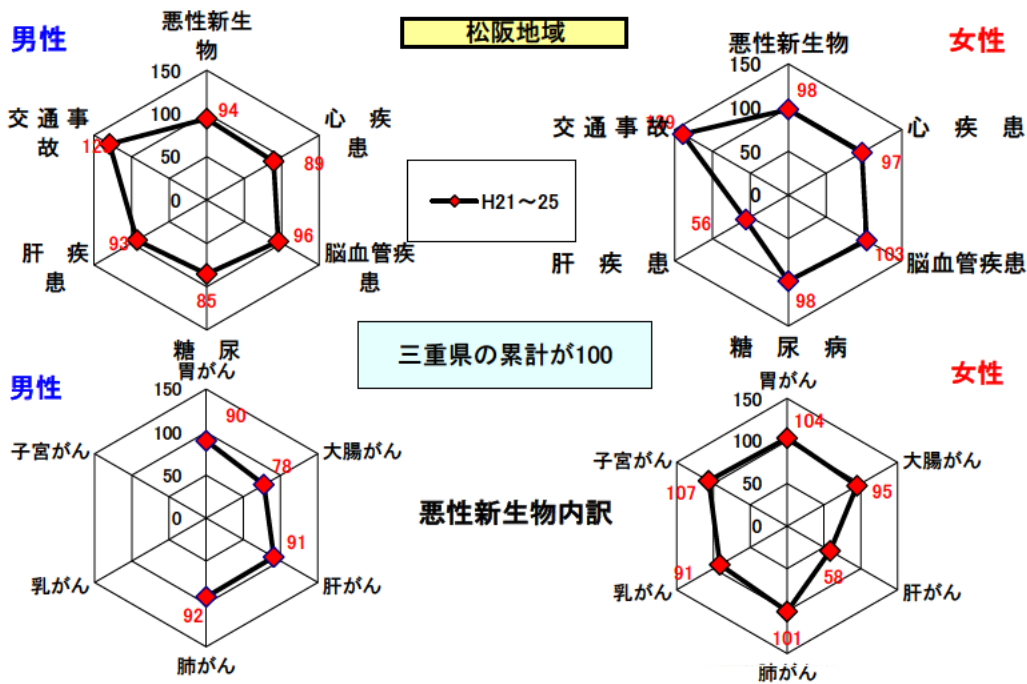 松阪地域
男性
悪性新生
物
150
100
50
0
94
心 疾
患
89
96
脳血管疾
患
85
糖 尿
93
肝 疾
患
交 通 事
故
女性
悪性新生物
150
100
50
0
98
心 疾 患
97
103
脳血管疾患
98
糖 尿 病
56
肝 疾 患
交 通 事 故
H21～25
三重県の累計が100
男性
胃がん
150
100
50
0
90
大腸がん
78
91
肝がん
92
肺がん
乳がん
子宮がん
悪性新生物内訳
女性
胃がん
150
100
50
0
104
大腸がん
95
58
肝がん
101
肺がん
91
乳がん
107
子宮がん